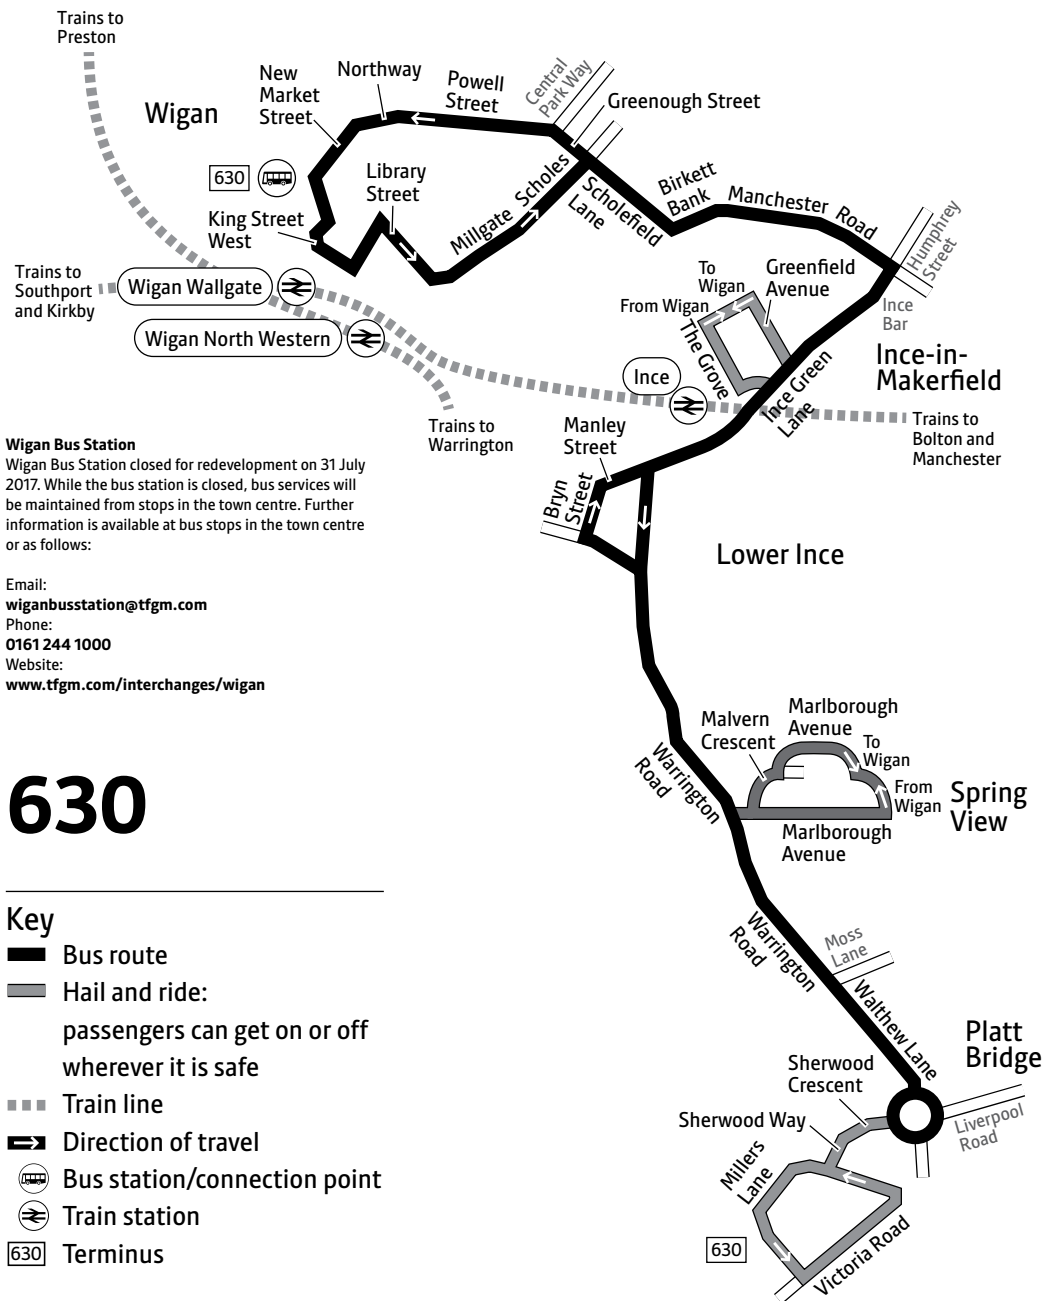 Trains to
Preston
Wigan
New
Market
Street
Northway
Powell
Street
Central
Park Way
Greenough Street
630
Library
Street
King Street
West
Millgate
Scholes
Scholefield
Lane
Birkett
Bank
Manchester Road
Humphrey
Street
Ince
Bar
Trains to
Southport
and Kirkby
Wigan Wallgate
Wigan North Western
To
Wigan
From Wigan
Greenfield
Avenue
The Grove
Ince Green
Lane
Ince-in-
Makerfield
Ince
Trains to
Warrington
Trains to
Bolton and
Manchester
Manley
Street
Bryn
Street
Lower Ince
Wigan Bus Station
Wigan Bus Station closed for redevelopment on 31 July
2017. While the bus station is closed, bus services will
be maintained from stops in the town centre. Further
information is available at bus stops in the town centre
or as follows:
Email:
wiganbusstation@tfgm.com
Phone:
0161 244 1000
Website:
www.tfgm.com/interchanges/wigan
Warrington
Road
Malvern
Crescent
Marlborough
Avenue
To
Wigan
From
Wigan
Spring
View
Marlborough
Avenue
630
Warrington
Road
Moss
Lane
Walthew Lane
Platt
Bridge
Sherwood
Crescent
Sherwood Way
Liverpool
Road
Millers
Lane
630
Victoria Road
Key
Bus route
Hail and ride:
passengers can get on or off
wherever it is safe
Train line
Direction of travel
Bus station/connection point
Train station
630 Terminus